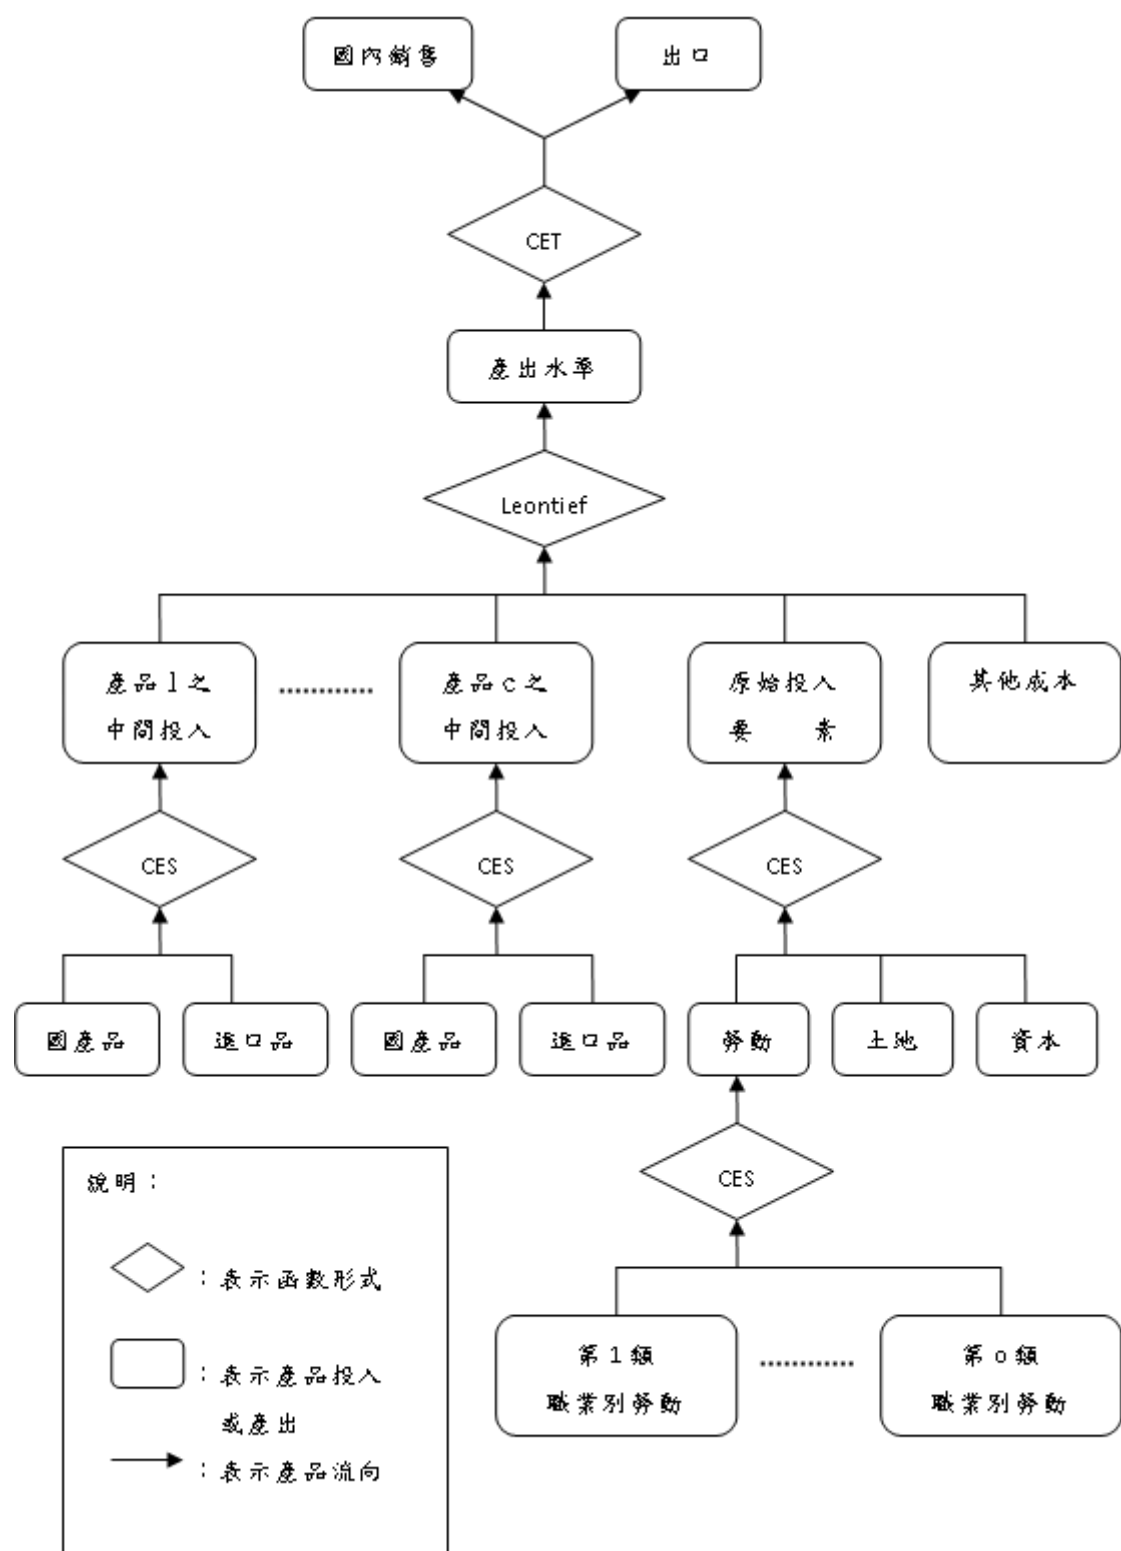 國內銷售
出口
CET
產出水準
Leontief
產品1之
中間投入
............
產品c之
中間投入
原始投入
要 素
其他成本
CES
CES
CES
國產品
進口品
國產品
進口品
勞動
土地
資本
CES
第1類
職業別勞動
............
第o類
職業別勞動
說明：
：表示函數形式
：表示產品投入
或產出
：表示產品流向